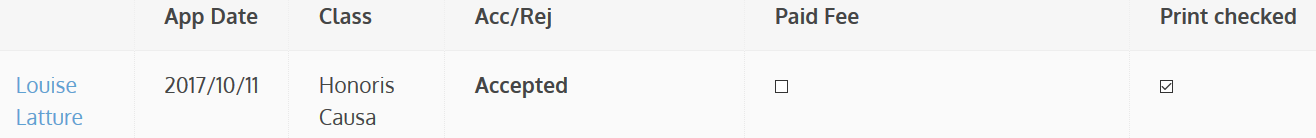 App Date Class Acc/Rej Paid Fee Print checked
Louise 2017/10/11 Honoris Accepted
Latture Causa